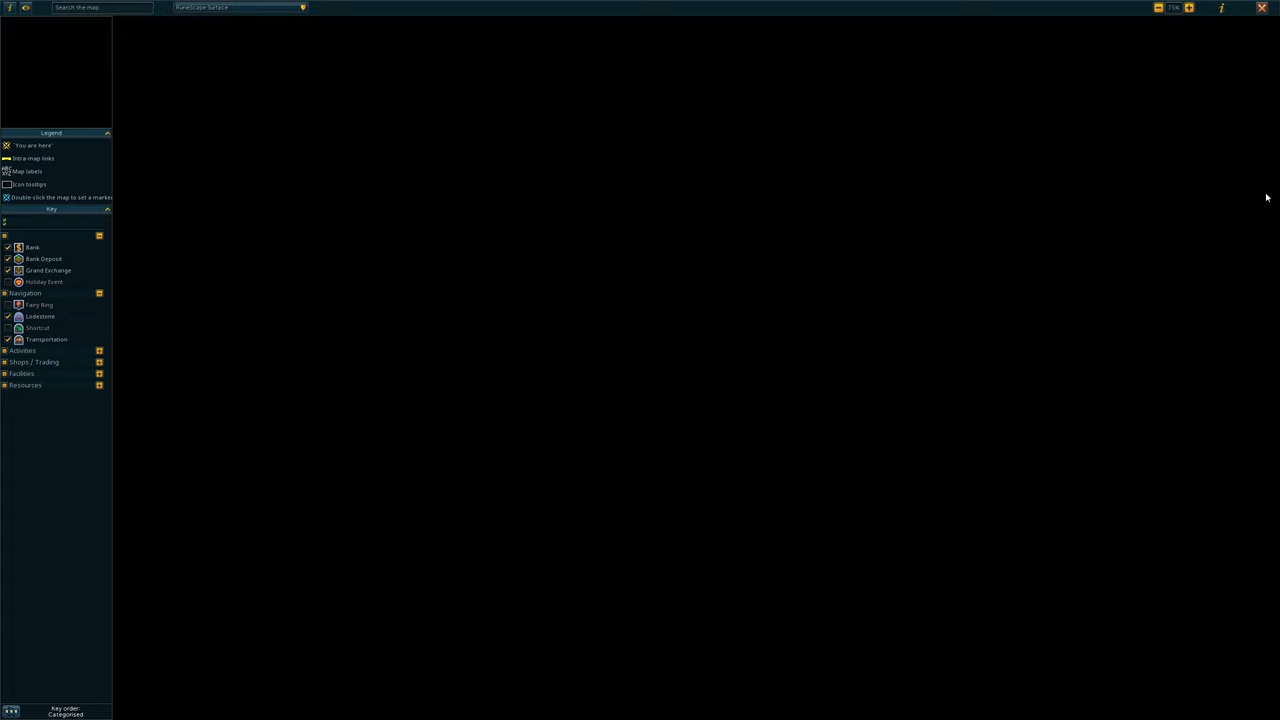 Search the map
RuneScape Surface
75%
Legend
'You are here'
Intra-map links
ABC
XYZ
Map labels
Icon tooltips
Double-click the map to set a marker
Key
Bank
Bank Deposit
Grand Exchange
Holiday Event
Navigation
Fairy Ring
Lodestone
Shortcut
Transportation
Activities
Shops / Trading
Facilities
Resources
Key order:
Categorised